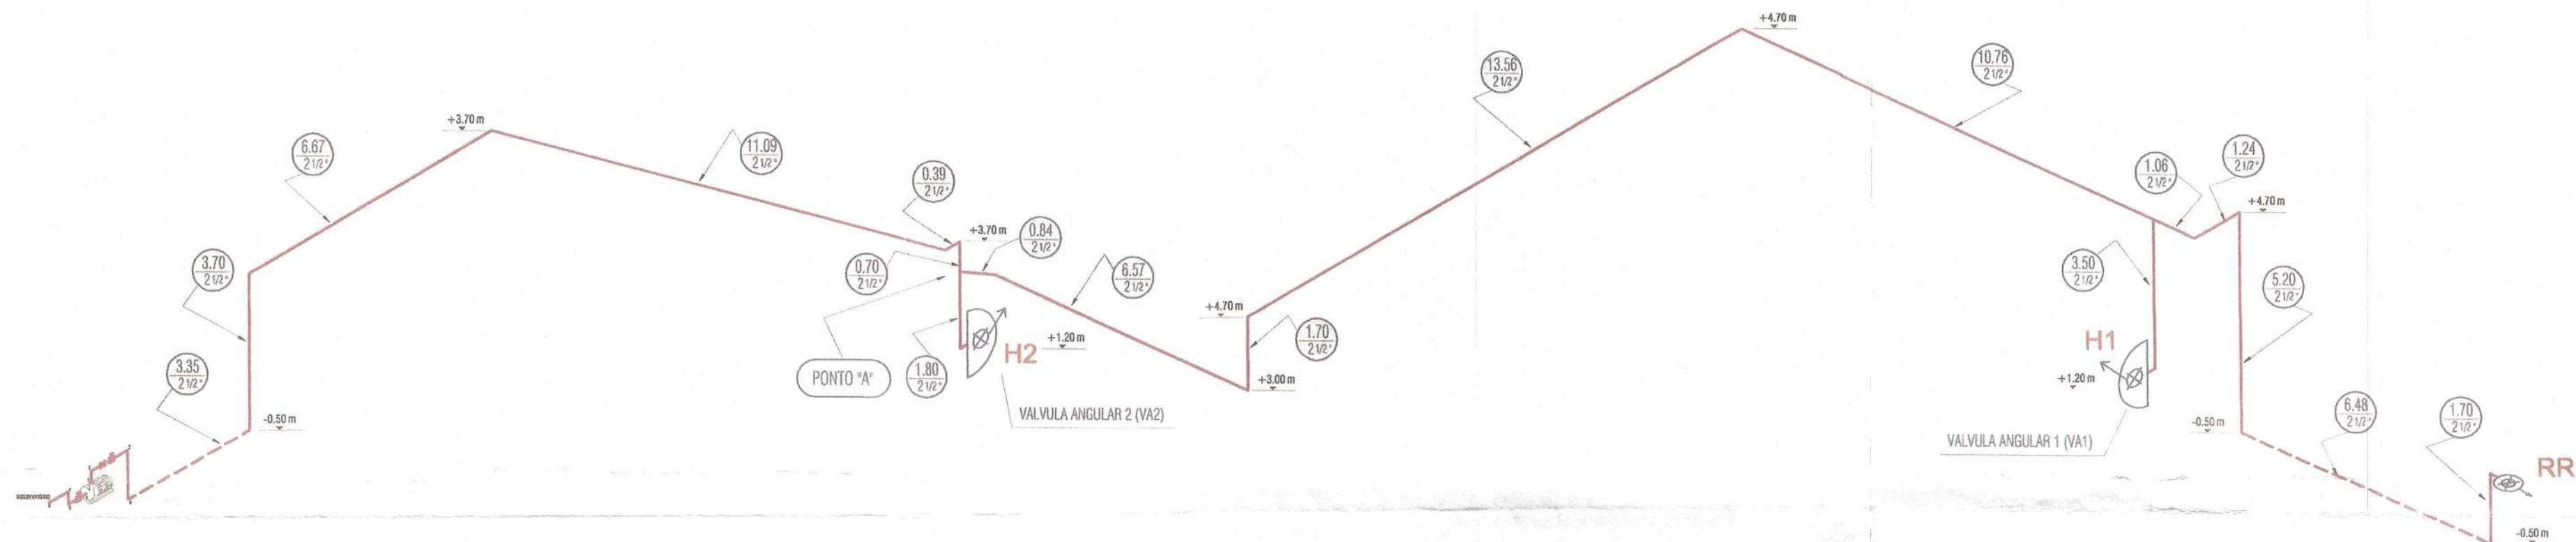 +4.70 m
13.56
2 1/2"
10.76
2 1/2"
+3.70 m
6.67
2 1/2"
11.09
2 1/2"
0.39
2 1/2"
1.06
2 1/2"
1.24
2 1/2"
+4.70 m
+3.70 m
0.84
2 1/2"
3.70
2 1/2"
0.70
2 1/2"
6.57
2 1/2"
3.50
2 1/2"
5.20
2 1/2"
+4.70 m
1.70
2 1/2"
+1.20 m
H2
H1
3.35
2 1/2"
PONTO "A"
1.80
2 1/2"
+3.00 m
+1.20 m
-0.50 m
VALVULA ANGULAR 2 (VA2)
-0.50 m
6.48
2 1/2"
1.70
2 1/2"
VALVULA ANGULAR 1 (VA1)
RR
RESERVATORIO
-0.50 m